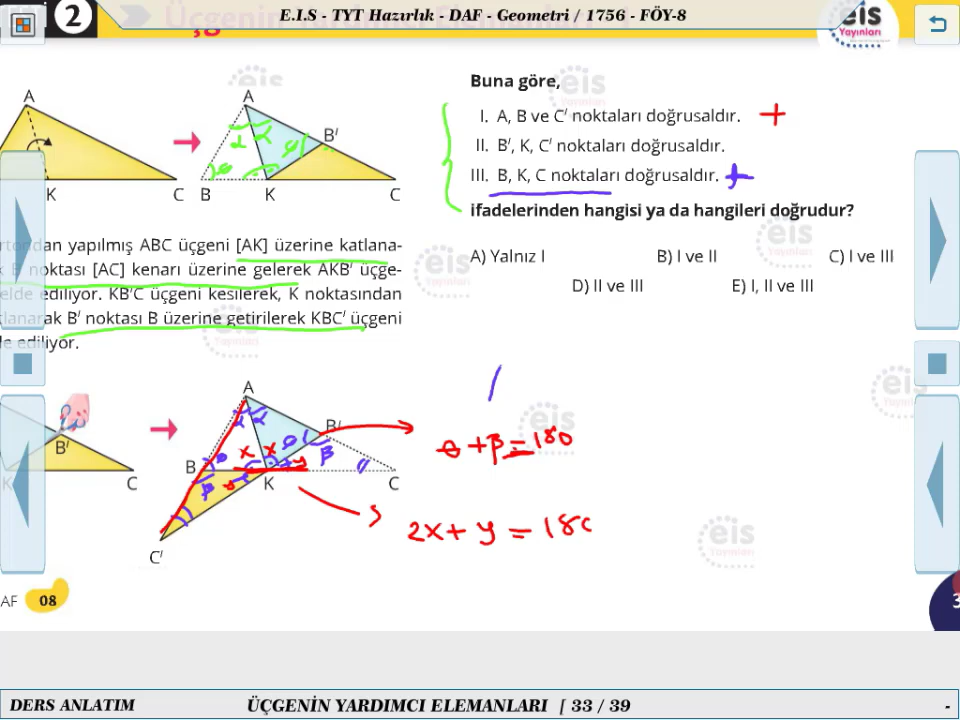 2
E.I.S - TYT Hazırlık - DAF - Geometri / 1756 - FÖY-8
eis
Yayınları
A
K
C
A
B'
B
K
C
α
α
yapılmış ABC üçgeni [AK] üzerine katlana-
noktası [AC] kenarı üzerine gelerek AKB' üçge-
ediliyor. KB'C üçgeni kesilerek, K noktasından
B' noktası B üzerine getirilerek KBC' üçgeni
ediliyor.
B'
K
C
A
B'
B
K
C
C'
α
α
x
x
y
β
β
Buna göre,
I. A, B ve C' noktaları doğrusaldır. +
II. B', K, C' noktaları doğrusaldır.
III. B, K, C noktaları doğrusaldır. +
ifadelerinden hangisi ya da hangileri doğrudur?
A) Yalnız I
B) I ve II
C) I ve III
D) II ve III
E) I, II ve III
θ + β = 180
2x + y = 180
AF 08
3
DERS ANLATIM
ÜÇGENİN YARDIMCI ELEMANLARI [ 33 / 39
-